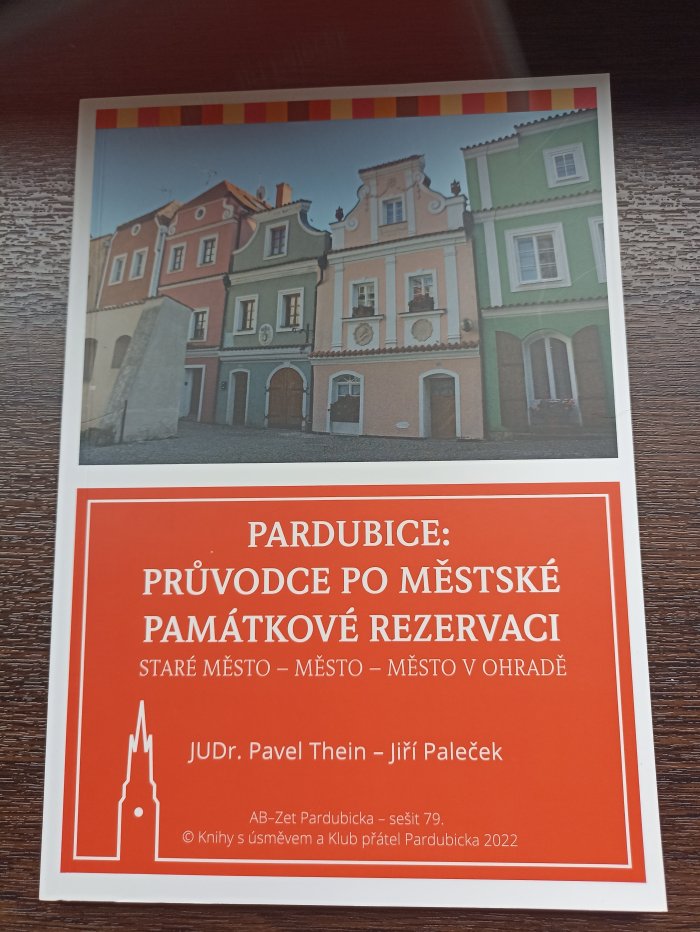 PARDUBICE:
PRŮVODCE PO MĚSTSKÉ
PAMÁTKOVÉ REZERVACI
STARÉ MĚSTO – MĚSTO – MĚSTO V OHRADĚ
JUDr. Pavel Thein – Jiří Paleček
AB–Zet Pardubicka – sešit 79.
© Knihy s úsměvem a Klub přátel Pardubicka 2022